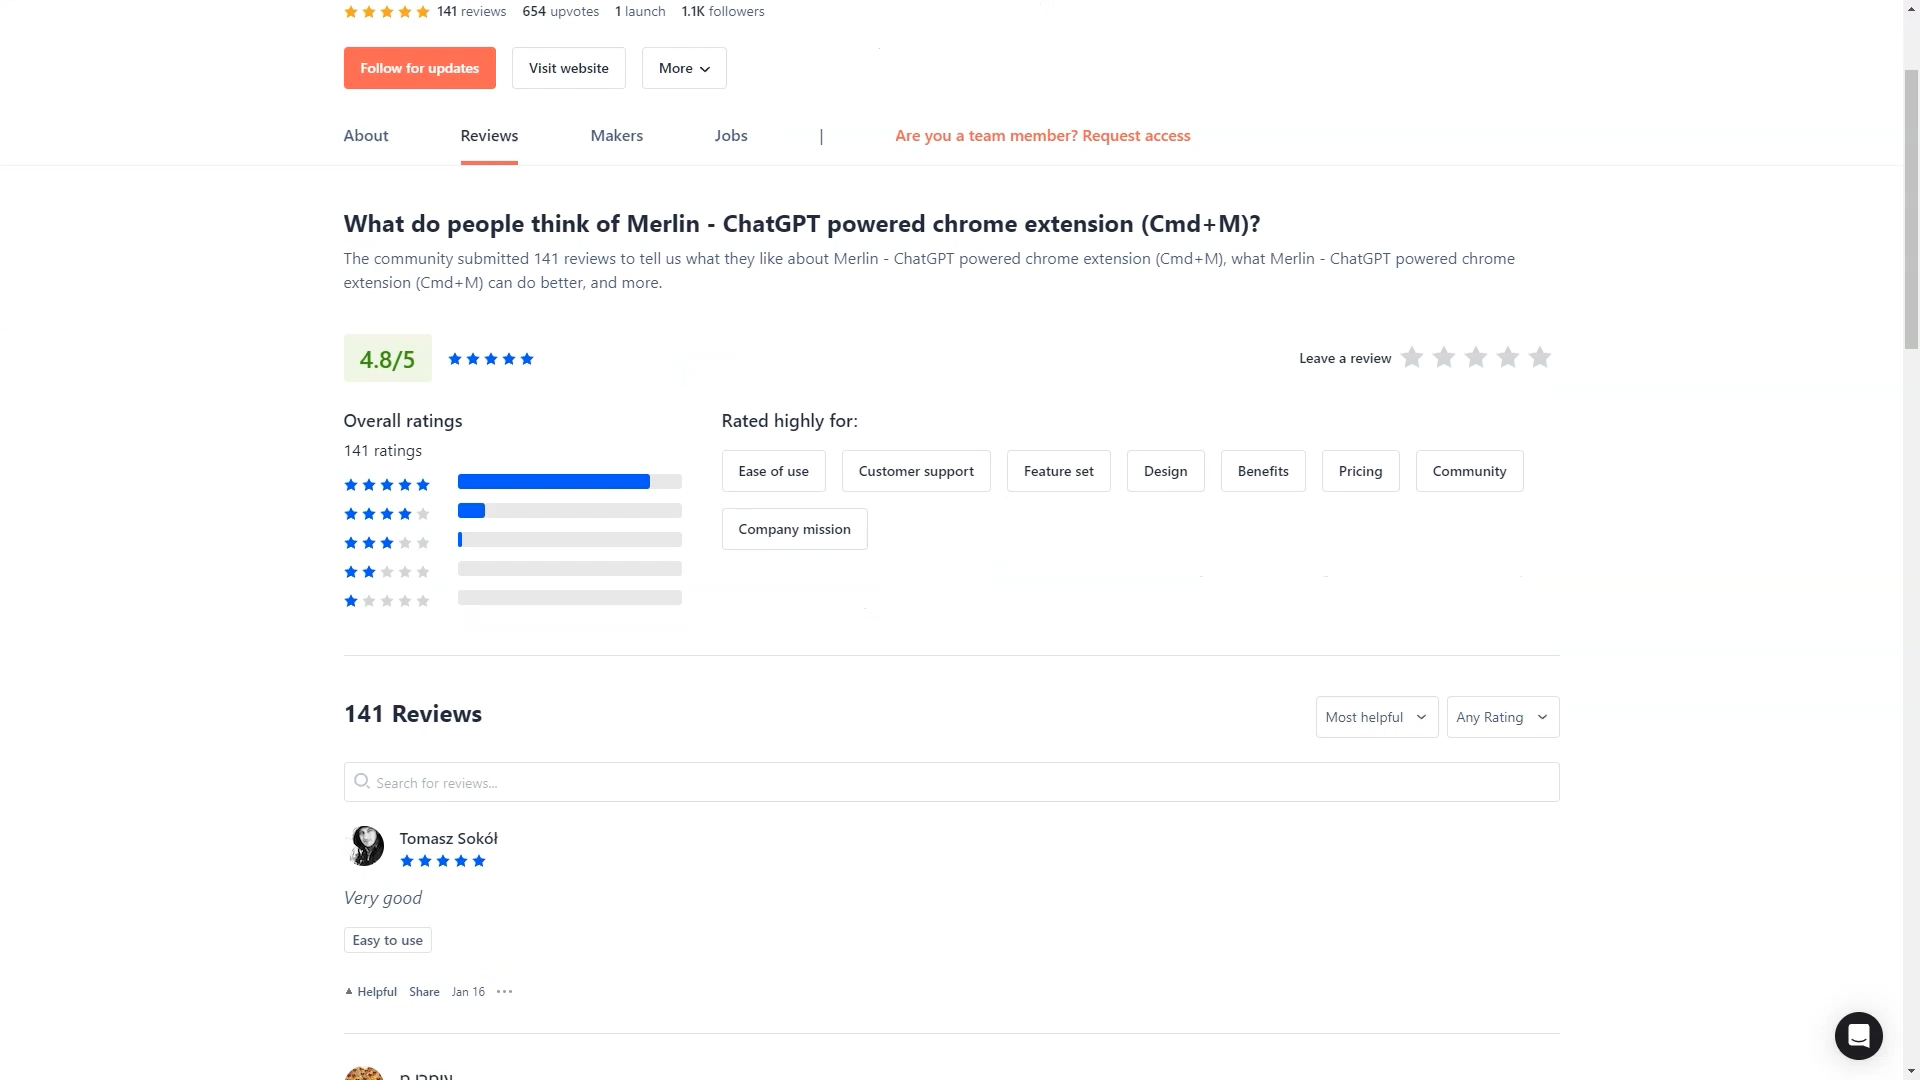 141 reviews 654 upvotes 1 launch 1.1K followers
Follow for updates Visit website More
About Reviews Makers Jobs | Are you a team member? Request access
What do people think of Merlin - ChatGPT powered chrome extension (Cmd+M)?
The community submitted 141 reviews to tell us what they like about Merlin - ChatGPT powered chrome extension (Cmd+M), what Merlin - ChatGPT powered chrome
extension (Cmd+M) can do better, and more.
4.8/5 Leave a review
Overall ratings
141 ratings
Rated highly for:
Ease of use Customer support Feature set Design Benefits Pricing Community
Company mission
141 Reviews
Most helpful Any Rating
Search for reviews...
Tomasz Sokół
Very good
Easy to use
Helpful Share Jan 16 •••